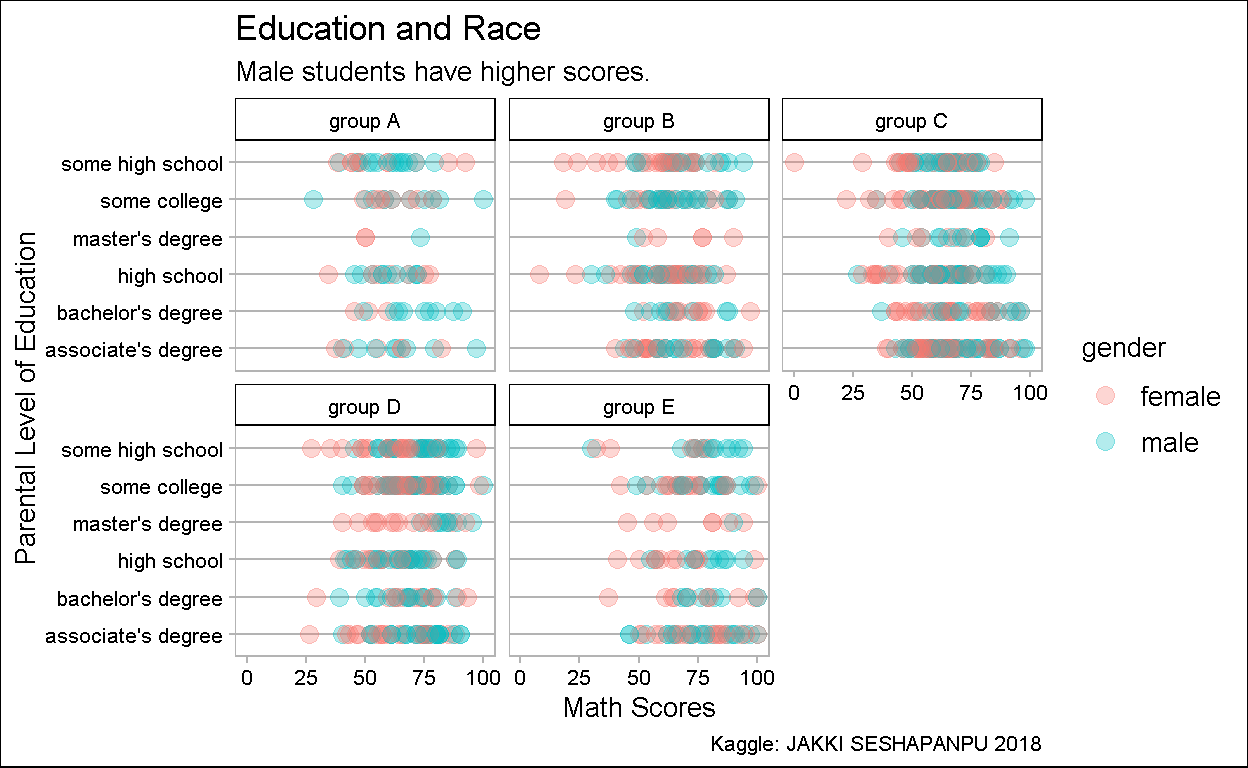 Education and Race
Male students have higher scores.
group A
group B
group C
some high school
some college
master's degree
high school
bachelor's degree
associate's degree
0 25 50 75 100
group D
group E
some high school
some college
master's degree
high school
bachelor's degree
associate's degree
0 25 50 75 100
0 25 50 75 100
Parental Level of Education
Math Scores
gender
female
male
Kaggle: JAKKI SESHAPANPU 2018